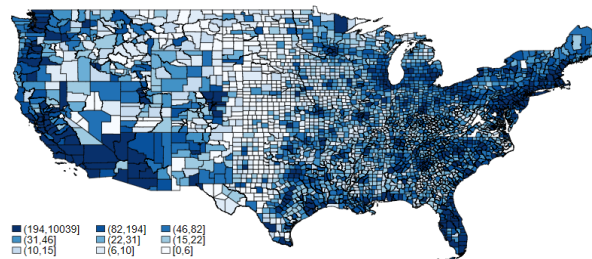 (194,10039] (82,194] (46,82]
(31,46] (22,31] (15,22]
(10,15] (6,10] [0,6]